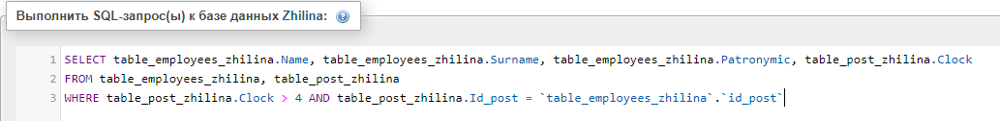 Выполнить SQL-запрос(ы) к базе данных Zhilina:
1 SELECT table_employees_zhilina.Name, table_employees_zhilina.Surname, table_employees_zhilina.Patronymic, table_post_zhilina.Clock
2 FROM table_employees_zhilina, table_post_zhilina
3 WHERE table_post_zhilina.Clock > 4 AND table_post_zhilina.Id_post = `table_employees_zhilina`.`id_post`